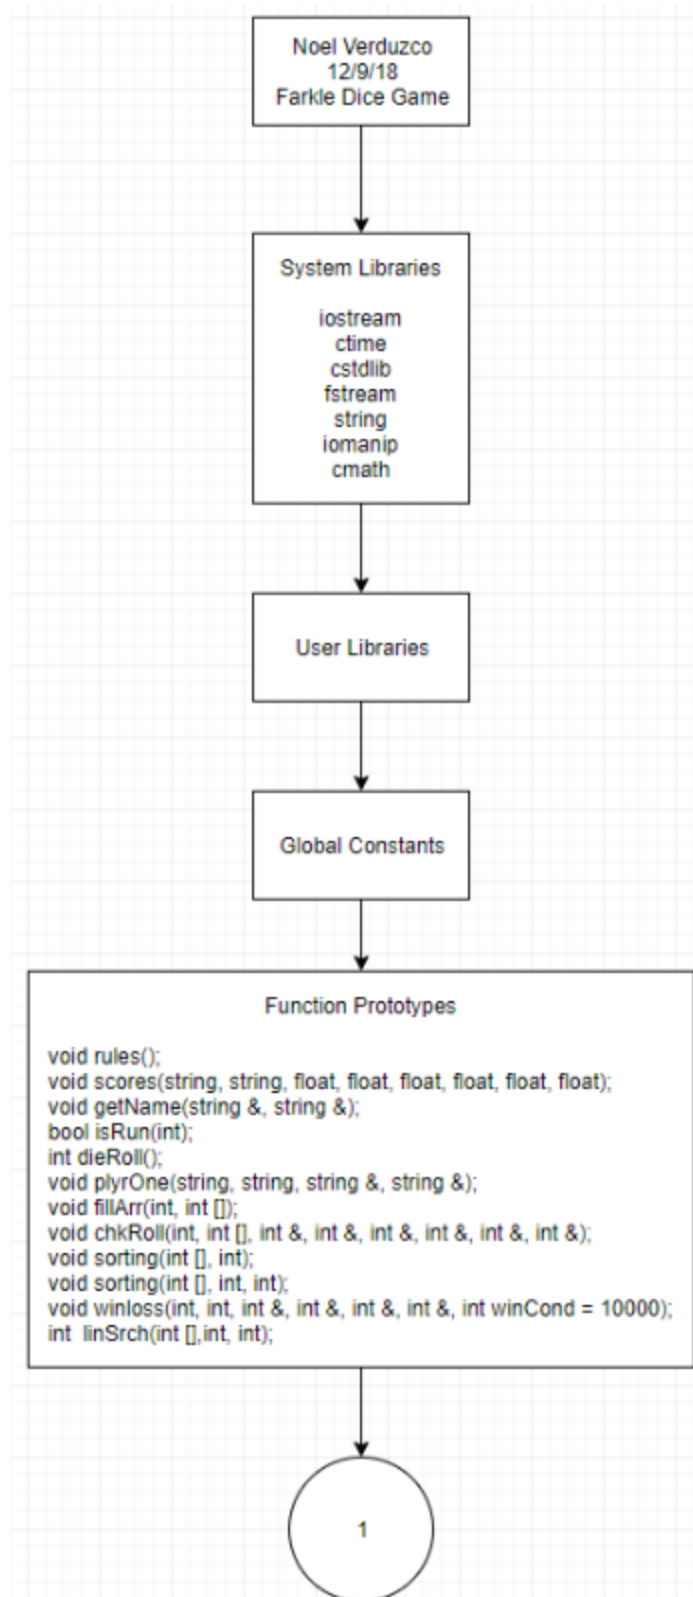 Noel Verduzco
12/9/18
Farkle Dice Game
System Libraries
iostream
ctime
cstdlib
fstream
string
iomanip
cmath
User Libraries
Global Constants
Function Prototypes
void rules();
void scores(string, string, float, float, float, float, float, float);
void getName(string &, string &);
bool isRun(int);
int dieRoll();
void plyrOne(string, string, string &, string &);
void fillArr(int, int []);
void chkRoll(int, int [], int &, int &, int &, int &, int &, int &);
void sorting(int [], int);
void sorting(int [], int, int);
void winloss(int, int, int &, int &, int &, int &, int winCond = 10000);
int  linSrch(int [],int, int);
1